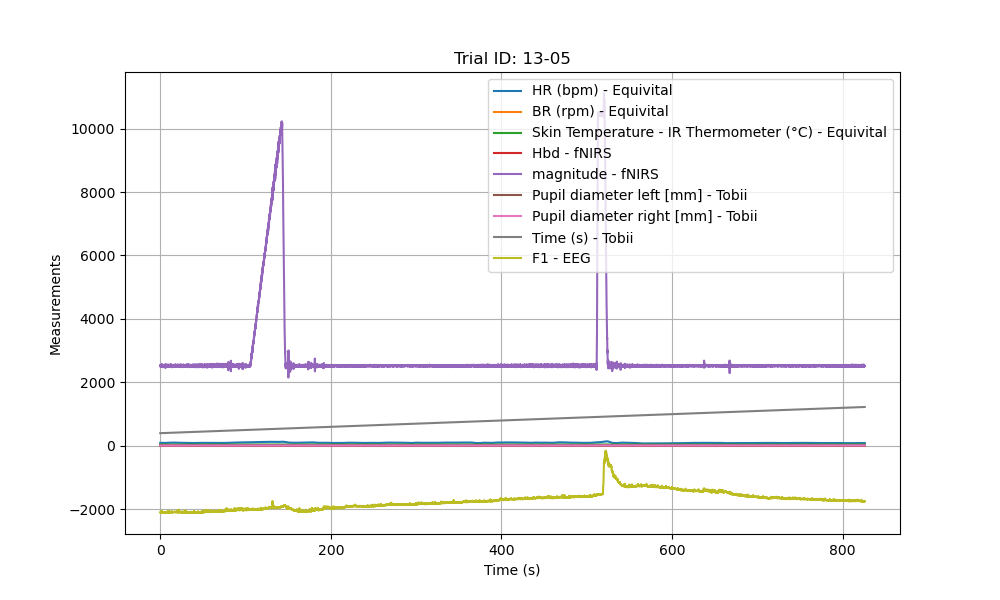 Trial ID: 13-05
HR (bpm) - Equivital
BR (rpm) - Equivital
Skin Temperature - IR Thermometer (°C) - Equivital
Hbd - fNIRS
magnitude - fNIRS
Pupil diameter left [mm] - Tobii
Pupil diameter right [mm] - Tobii
Time (s) - Tobii
F1 - EEG
Measurements
10000
8000
6000
4000
2000
0
−2000
0 200 400 600 800
Time (s)